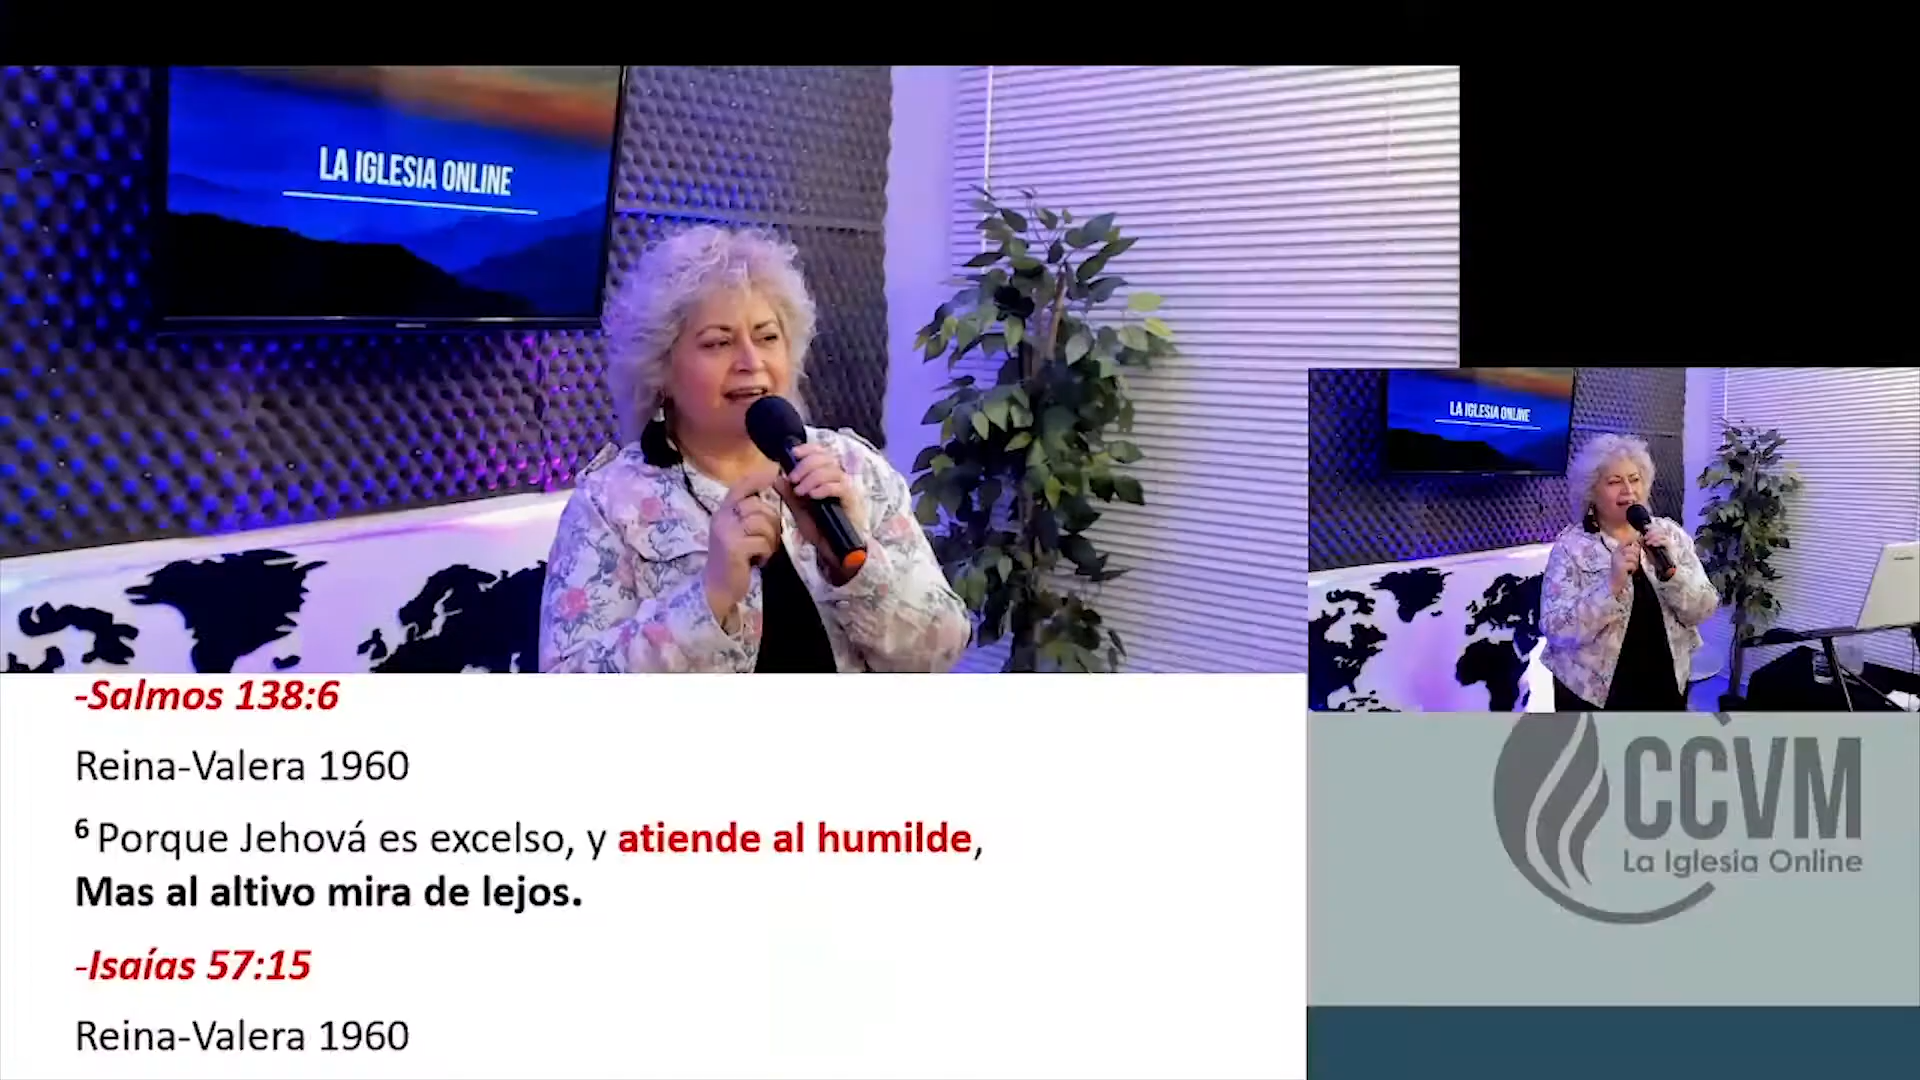 LA IGLESIA ONLINE
LA IGLESIA ONLINE
-Salmos 138:6
Reina-Valera 1960
6 Porque Jehová es excelso, y atiende al humilde,
Mas al altivo mira de lejos.
-Isaías 57:15
Reina-Valera 1960
CCVM
La Iglesia Online